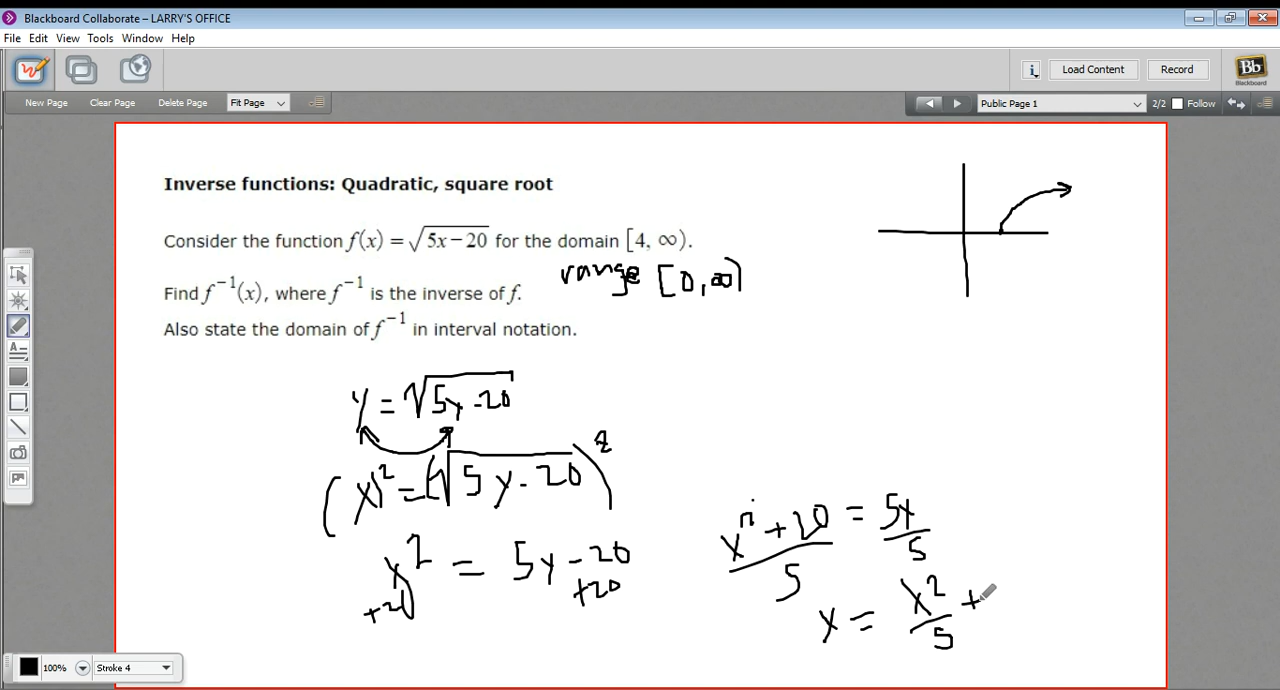 Blackboard Collaborate – LARRY'S OFFICE
File Edit View Tools Window Help
Load Content Record Bb Blackboard
New Page Clear Page Delete Page Fit Page Public Page 1 2/2 Follow
Inverse functions: Quadratic, square root
Consider the function f(x) = √(5x−20) for the domain [4, ∞).
range [0, ∞)
Find f⁻¹(x), where f⁻¹ is the inverse of f.
Also state the domain of f⁻¹ in interval notation.
y = √(5x-20)
(x)² = (√(5y-20))²
x² = 5y-20
+20 +20
x² + 20 = 5y
5 5
y = x²/5 +
100% Stroke 4